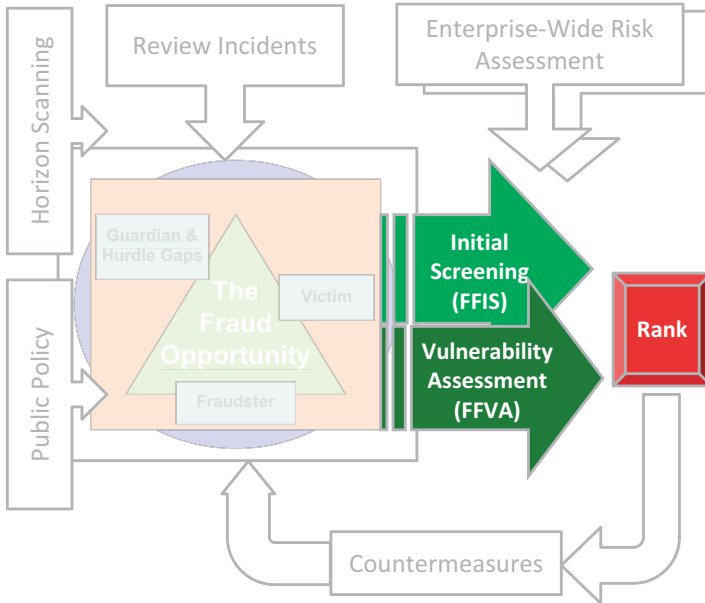 Horizon Scanning
Review Incidents
Enterprise-Wide Risk
Assessment
Guardian &
Hurdle Gaps
The
Fraud
Opportunity
Victim
Fraudster
Public Policy
Initial
Screening
(FFIS)
Vulnerability
Assessment
(FFVA)
Rank
Countermeasures